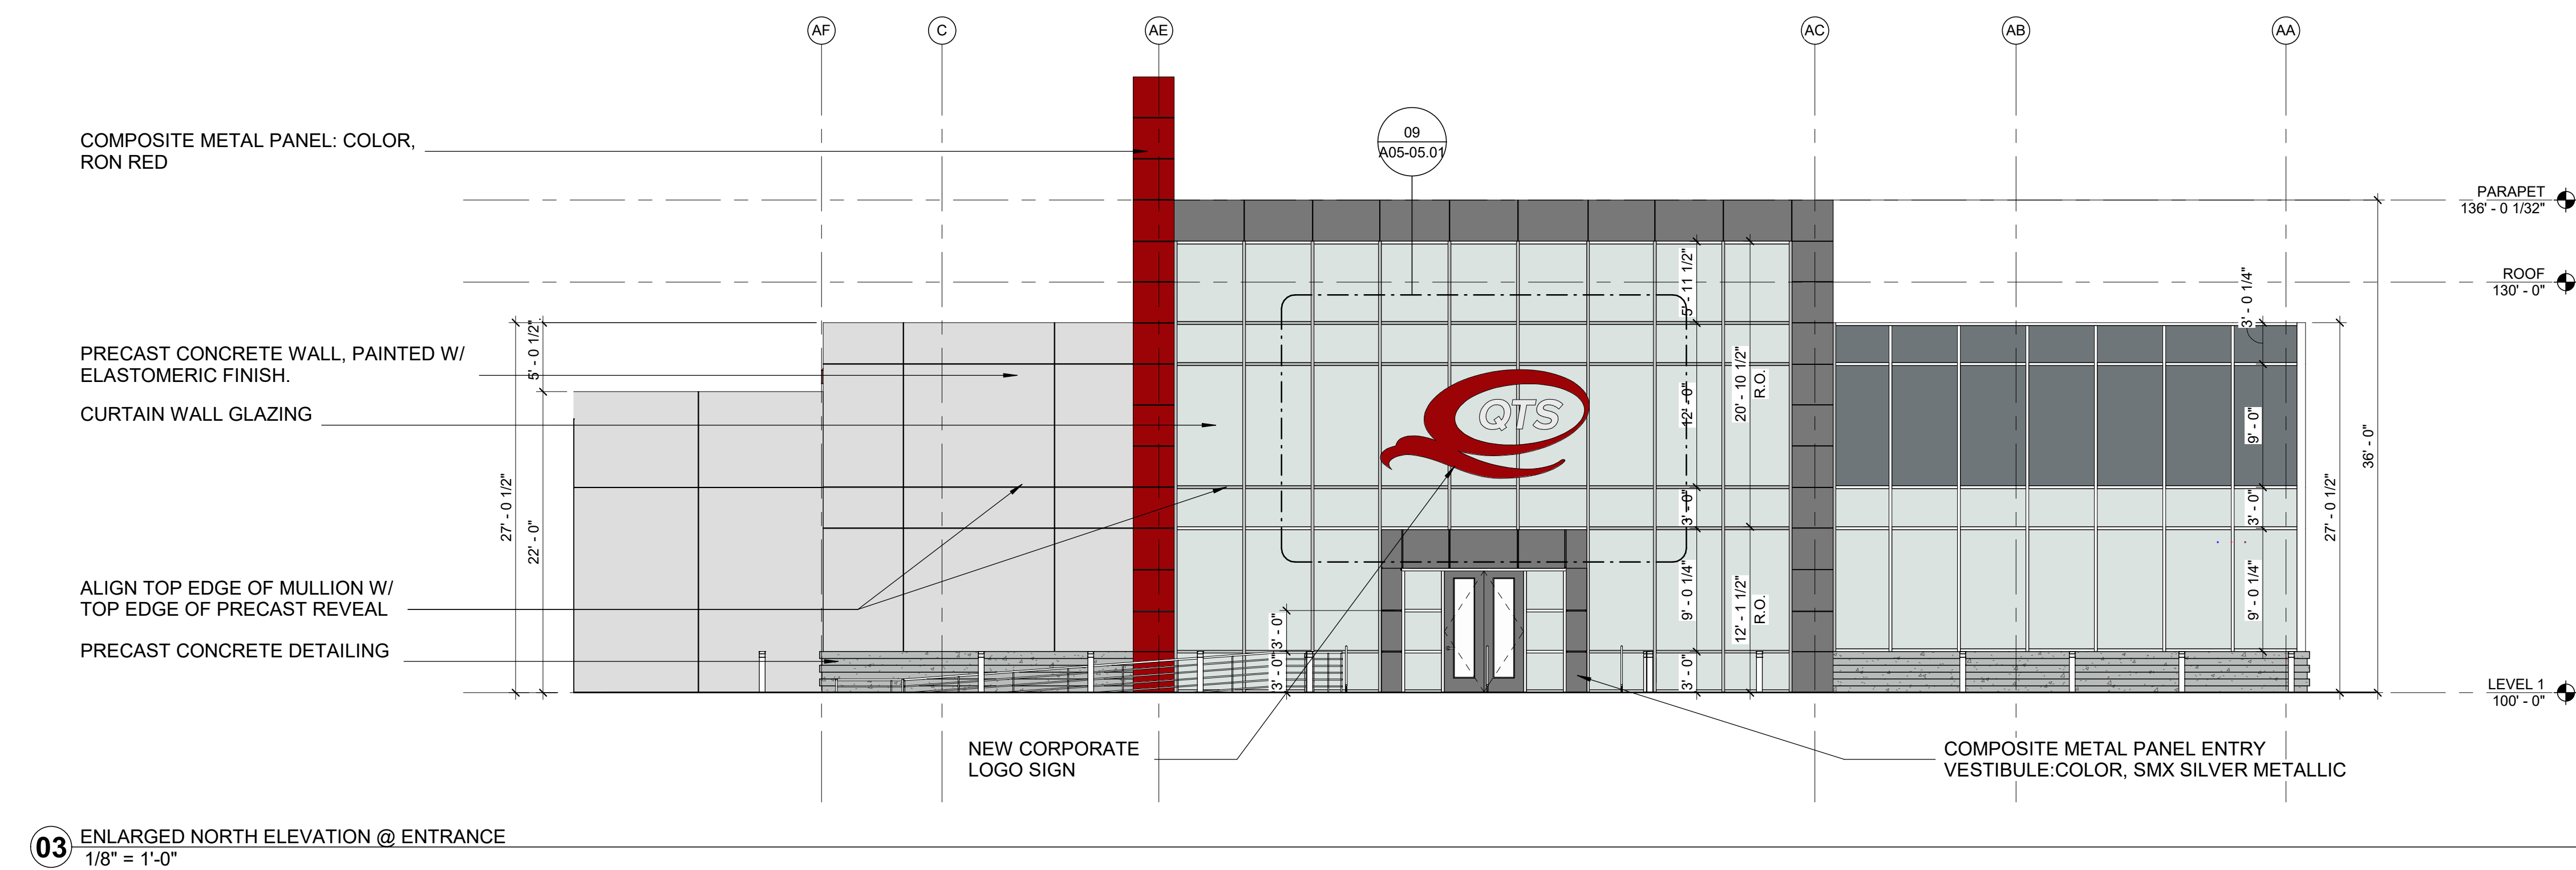 AF
C
AE
AC
AB
AA
COMPOSITE METAL PANEL: COLOR,
RON RED
09
A05-05.01
PARAPET
136' - 0 1/32"
ROOF
130' - 0"
PRECAST CONCRETE WALL, PAINTED W/
ELASTOMERIC FINISH.
CURTAIN WALL GLAZING
ALIGN TOP EDGE OF MULLION W/
TOP EDGE OF PRECAST REVEAL
PRECAST CONCRETE DETAILING
27' - 0 1/2"
5' - 0 1/2"
22' - 0"
QTS
3' - 0"
3' - 0"
5' - 11 1/2"
12' - 0"
3' - 0"
9' - 0 1/4"
3' - 0"
20' - 10 1/2"
R.O.
12' - 1 1/2"
R.O.
3' - 0 1/4"
9' - 0"
3' - 0"
9' - 0 1/4"
27' - 0 1/2"
36' - 0"
LEVEL 1
100' - 0"
NEW CORPORATE
LOGO SIGN
COMPOSITE METAL PANEL ENTRY
VESTIBULE:COLOR, SMX SILVER METALLIC
03
ENLARGED NORTH ELEVATION @ ENTRANCE
1/8" = 1'-0"